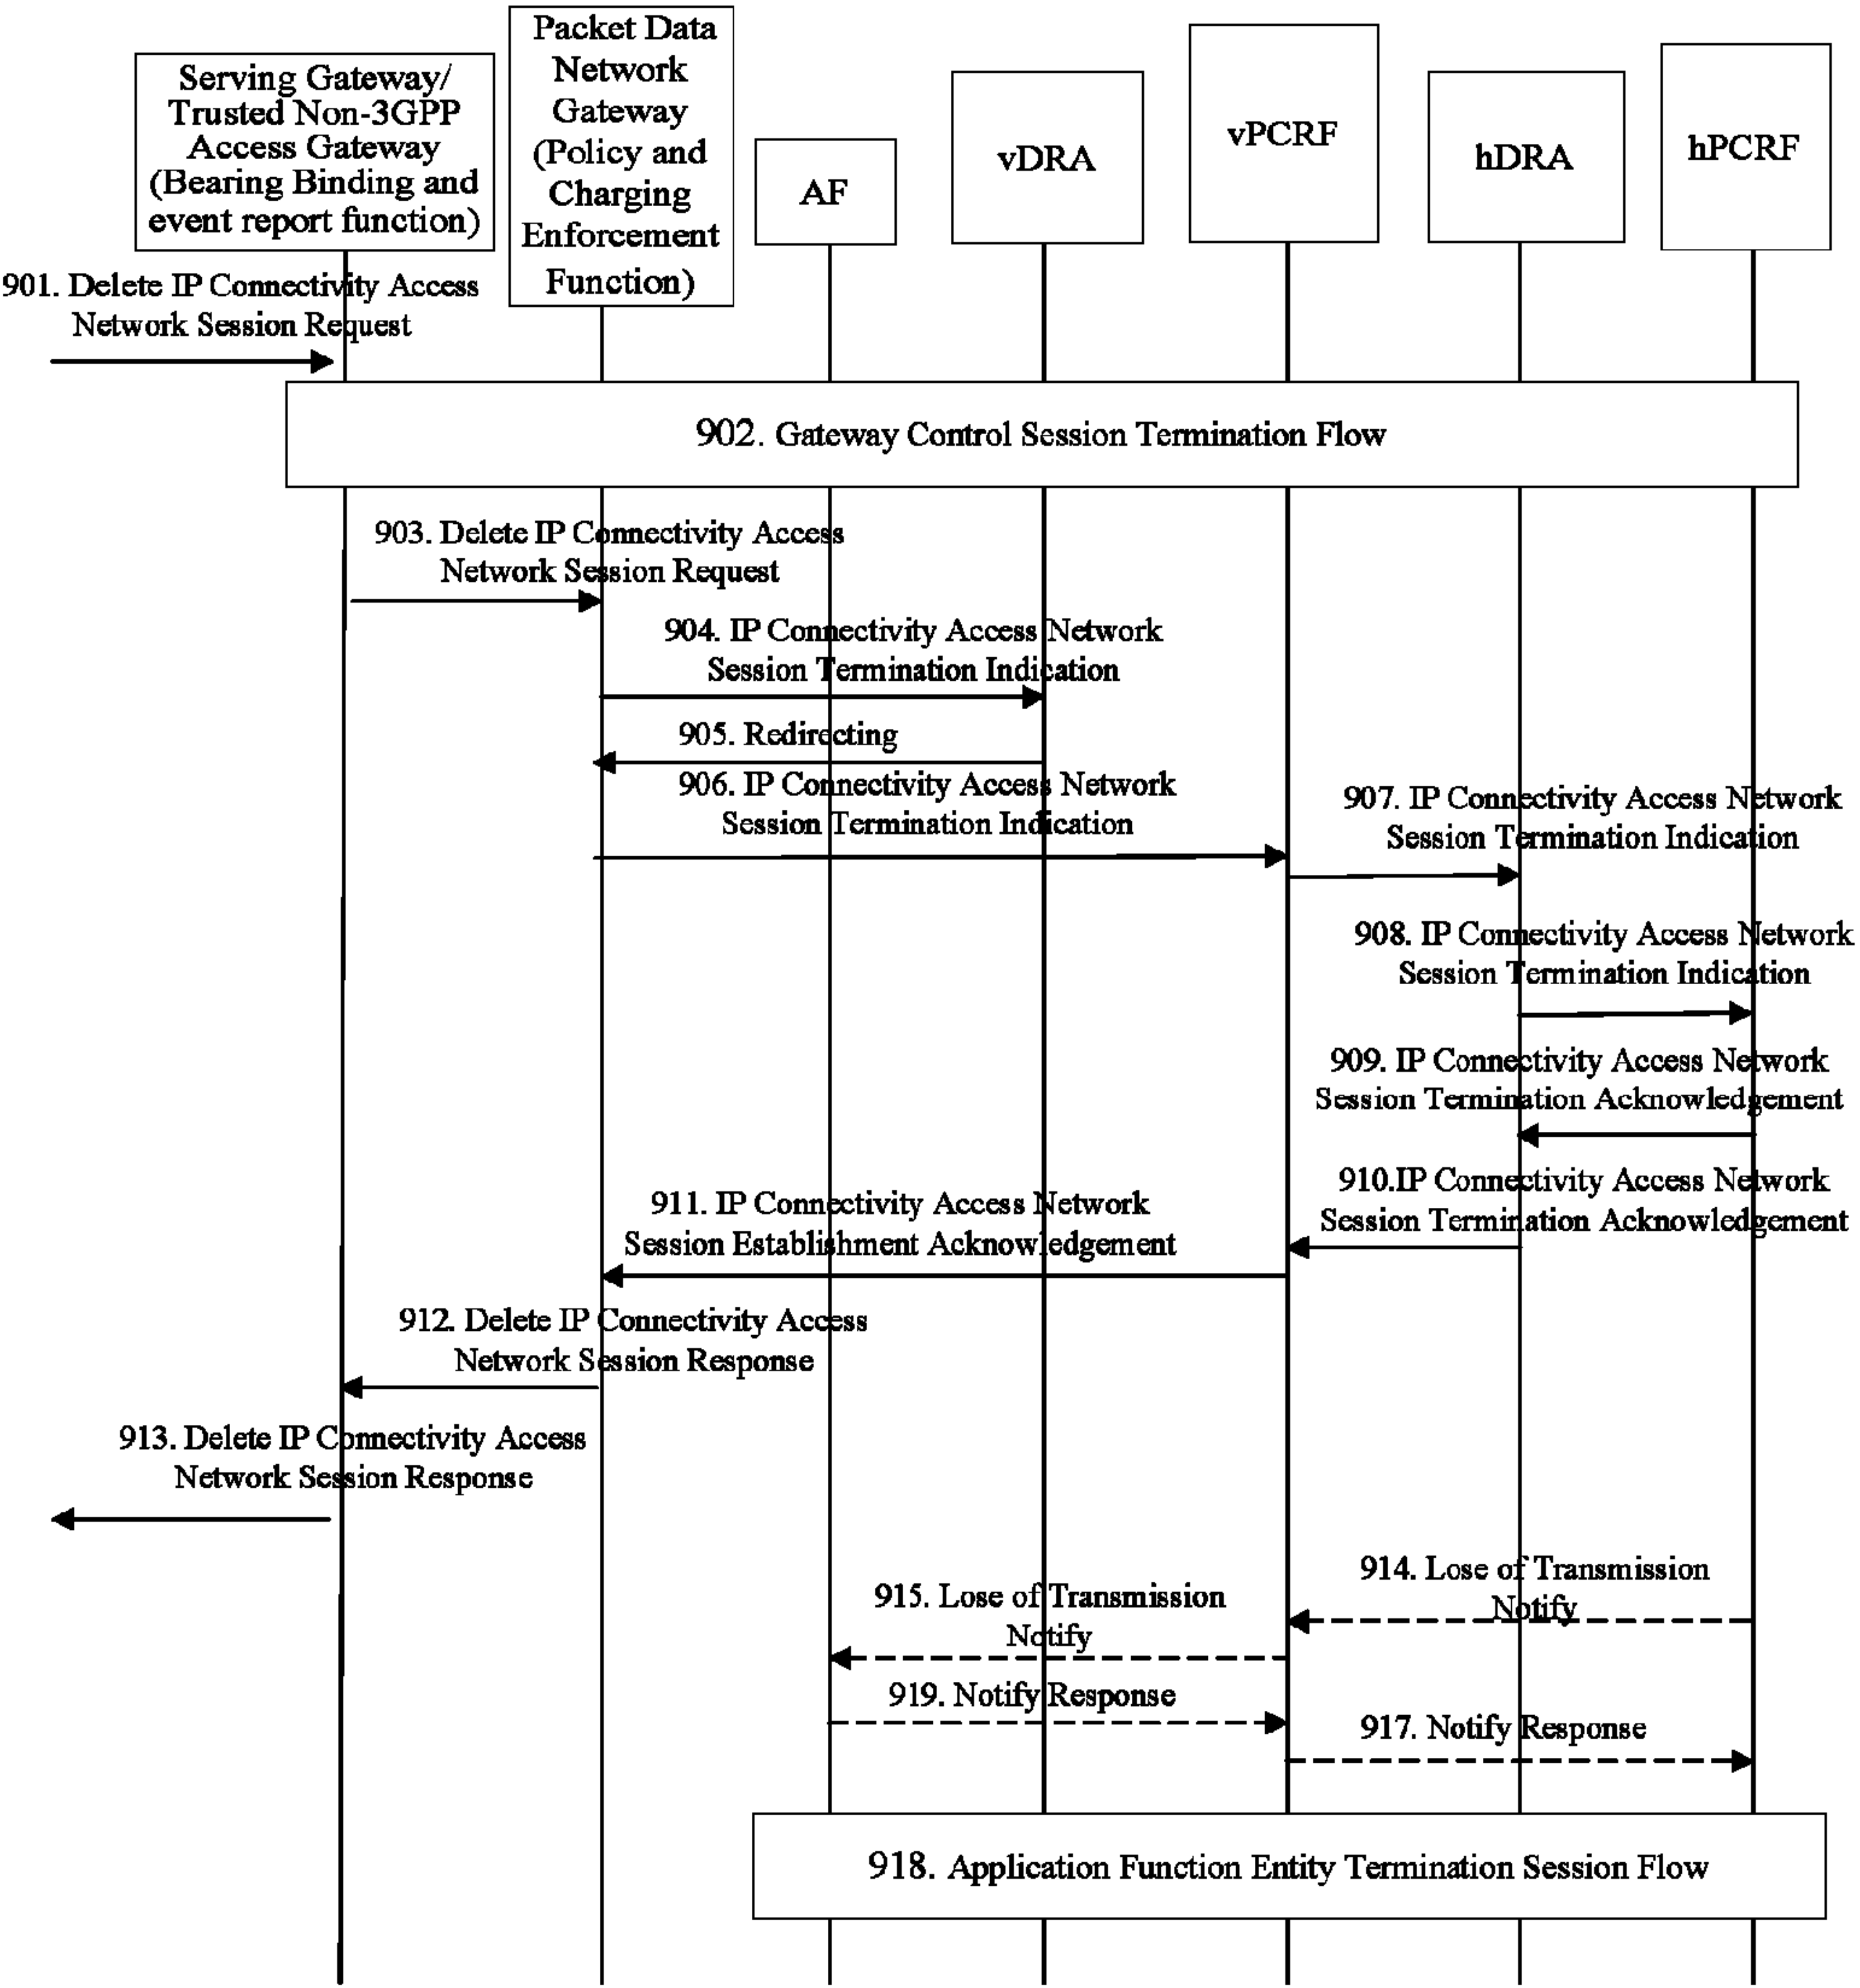 Serving Gateway/
Trusted Non-3GPP
Access Gateway
(Bearing Binding and
event report function)
Packet Data
Network
Gateway
(Policy and
Charging
Enforcement
Function)
AF
vDRA
vPCRF
hDRA
hPCRF
901. Delete IP Connectivity Access
Network Session Request
902. Gateway Control Session Termination Flow
903. Delete IP Connectivity Access
Network Session Request
904. IP Connectivity Access Network
Session Termination Indication
905. Redirecting
906. IP Connectivity Access Network
Session Termination Indication
907. IP Connectivity Access Network
Session Termination Indication
908. IP Connectivity Access Network
Session Termination Indication
909. IP Connectivity Access Network
Session Termination Acknowledgement
910.IP Connectivity Access Network
Session Termination Acknowledgement
911. IP Connectivity Access Network
Session Establishment Acknowledgement
912. Delete IP Connectivity Access
Network Session Response
913. Delete IP Connectivity Access
Network Session Response
914. Lose of Transmission
Notify
915. Lose of Transmission
Notify
919. Notify Response
917. Notify Response
918. Application Function Entity Termination Session Flow